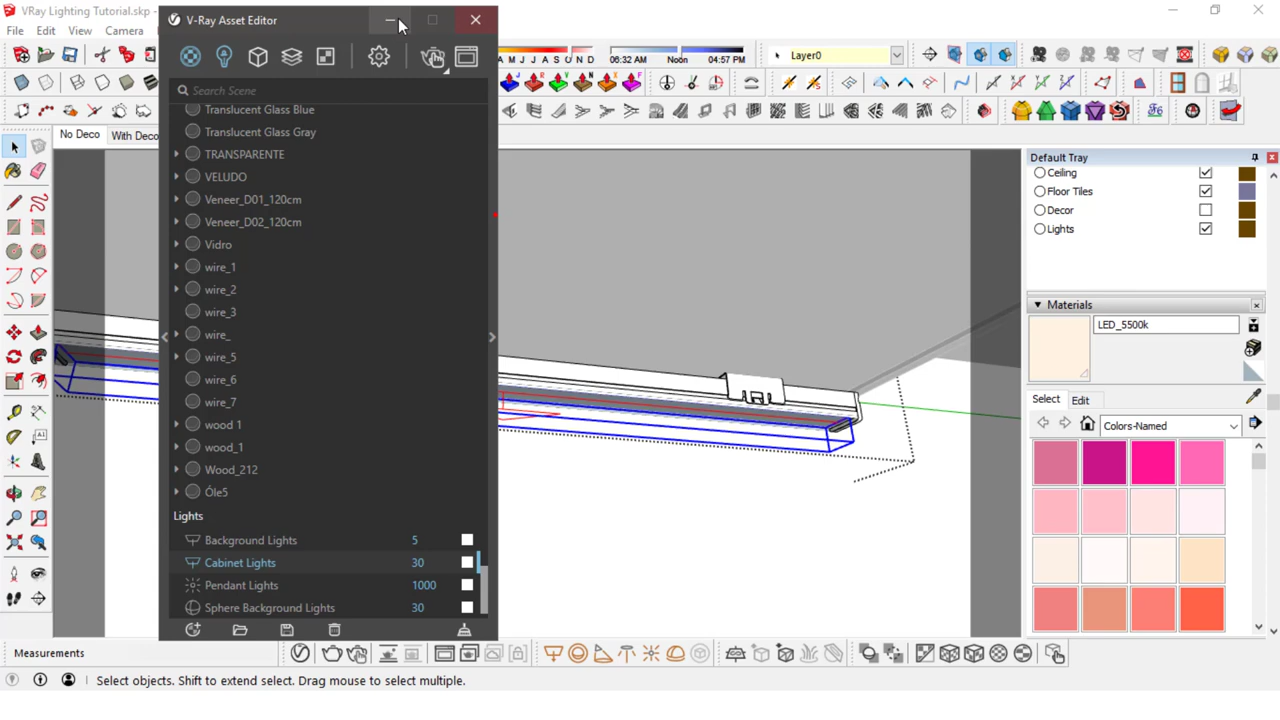 VRay Lighting Tutorial.skp
V-Ray Asset Editor
File
Edit
View
Camera
J
F
M
A
S
O
N
D
06:32 AM
Noon
04:57 PM
Layer0
No Deco
With Deco
Search Scene
Translucent Glass Blue
Translucent Glass Gray
TRANSPARENTE
VELUDO
Veneer_D01_120cm
Veneer_D02_120cm
Vidro
wire_1
wire_2
wire_3
wire_
wire_5
wire_6
wire_7
wood 1
wood_1
Wood_212
Óle5
Lights
Background Lights 5
Cabinet Lights 30
Pendant Lights 1000
Sphere Background Lights 30
Default Tray
Ceiling
Floor Tiles
Decor
Lights
Materials
LED_5500k
Select
Edit
Colors-Named
Measurements
Select objects. Shift to extend select. Drag mouse to select multiple.